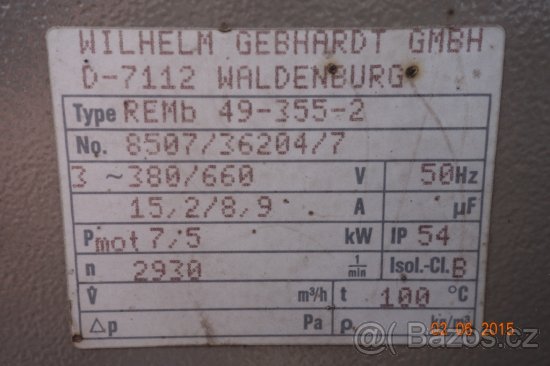 WILHELM GEBHARDT GMBH
D-7112 WALDENBURG
Type REMb 49-355-2
No. 8507/36204/7
3 ~380/660 V 50Hz
15,2/8,9 A µF
Pmot 7/5 kW IP 54
n 2930 1/min Isol.-Cl. B
V̇ m³/h t 100 °C
Δp Pa ρ kg/m³
02 06 2015
Bazos.cz